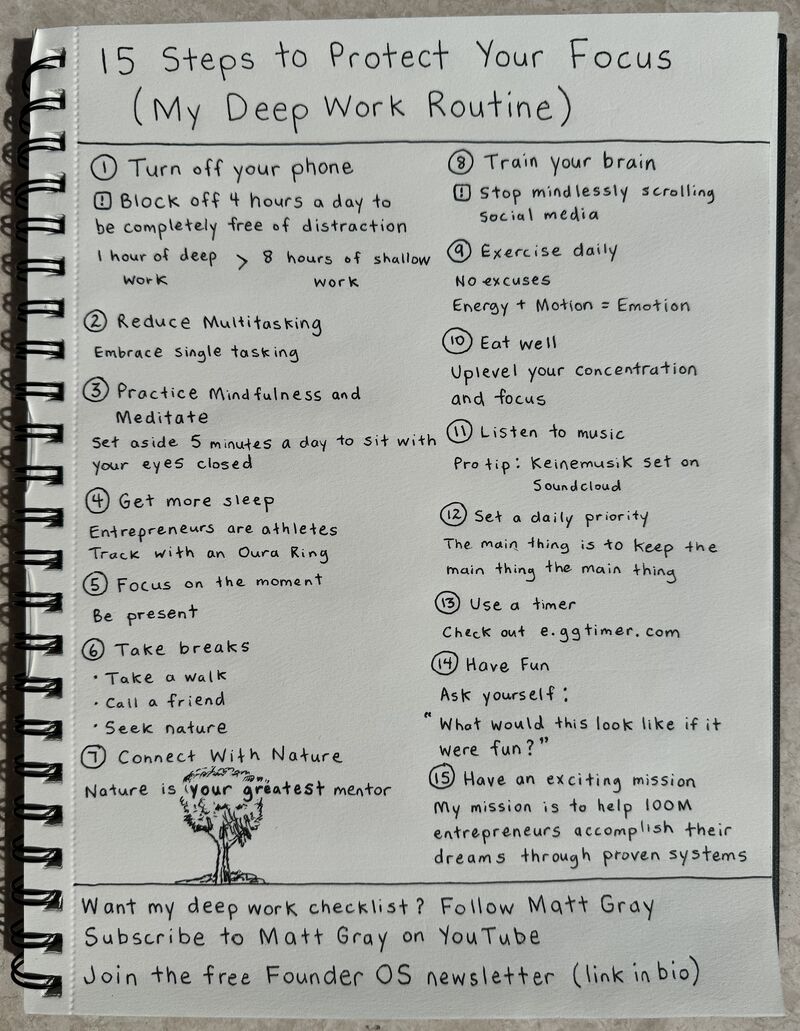 15 Steps to Protect Your Focus
(My Deep Work Routine)
① Turn off your phone
! Block off 4 hours a day to
be completely free of distraction
1 hour of deep > 8 hours of shallow
work work
② Reduce Multitasking
Embrace single tasking
③ Practice Mindfulness and
Meditate
Set aside 5 minutes a day to sit with
your eyes closed
④ Get more sleep
Entrepreneurs are athletes
Track with an Oura Ring
⑤ Focus on the moment
Be present
⑥ Take breaks
· Take a walk
· Call a friend
· Seek nature
⑦ Connect With Nature
Nature is your greatest mentor
⑧ Train your brain
! Stop mindlessly scrolling
social media
⑨ Exercise daily
No excuses
Energy + Motion = Emotion
⑩ Eat well
Uplevel your concentration
and focus
⑪ Listen to music
Pro tip: Keinemusik set on
Soundcloud
⑫ Set a daily priority
The main thing is to keep the
main thing the main thing
⑬ Use a timer
Check out e.ggtimer.com
⑭ Have Fun
Ask yourself:
"What would this look like if it
were fun?"
⑮ Have an exciting mission
My mission is to help 100M
entrepreneurs accomplish their
dreams through proven systems
Want my deep work checklist? Follow Matt Gray
Subscribe to Matt Gray on YouTube
Join the free Founder OS newsletter (link in bio)